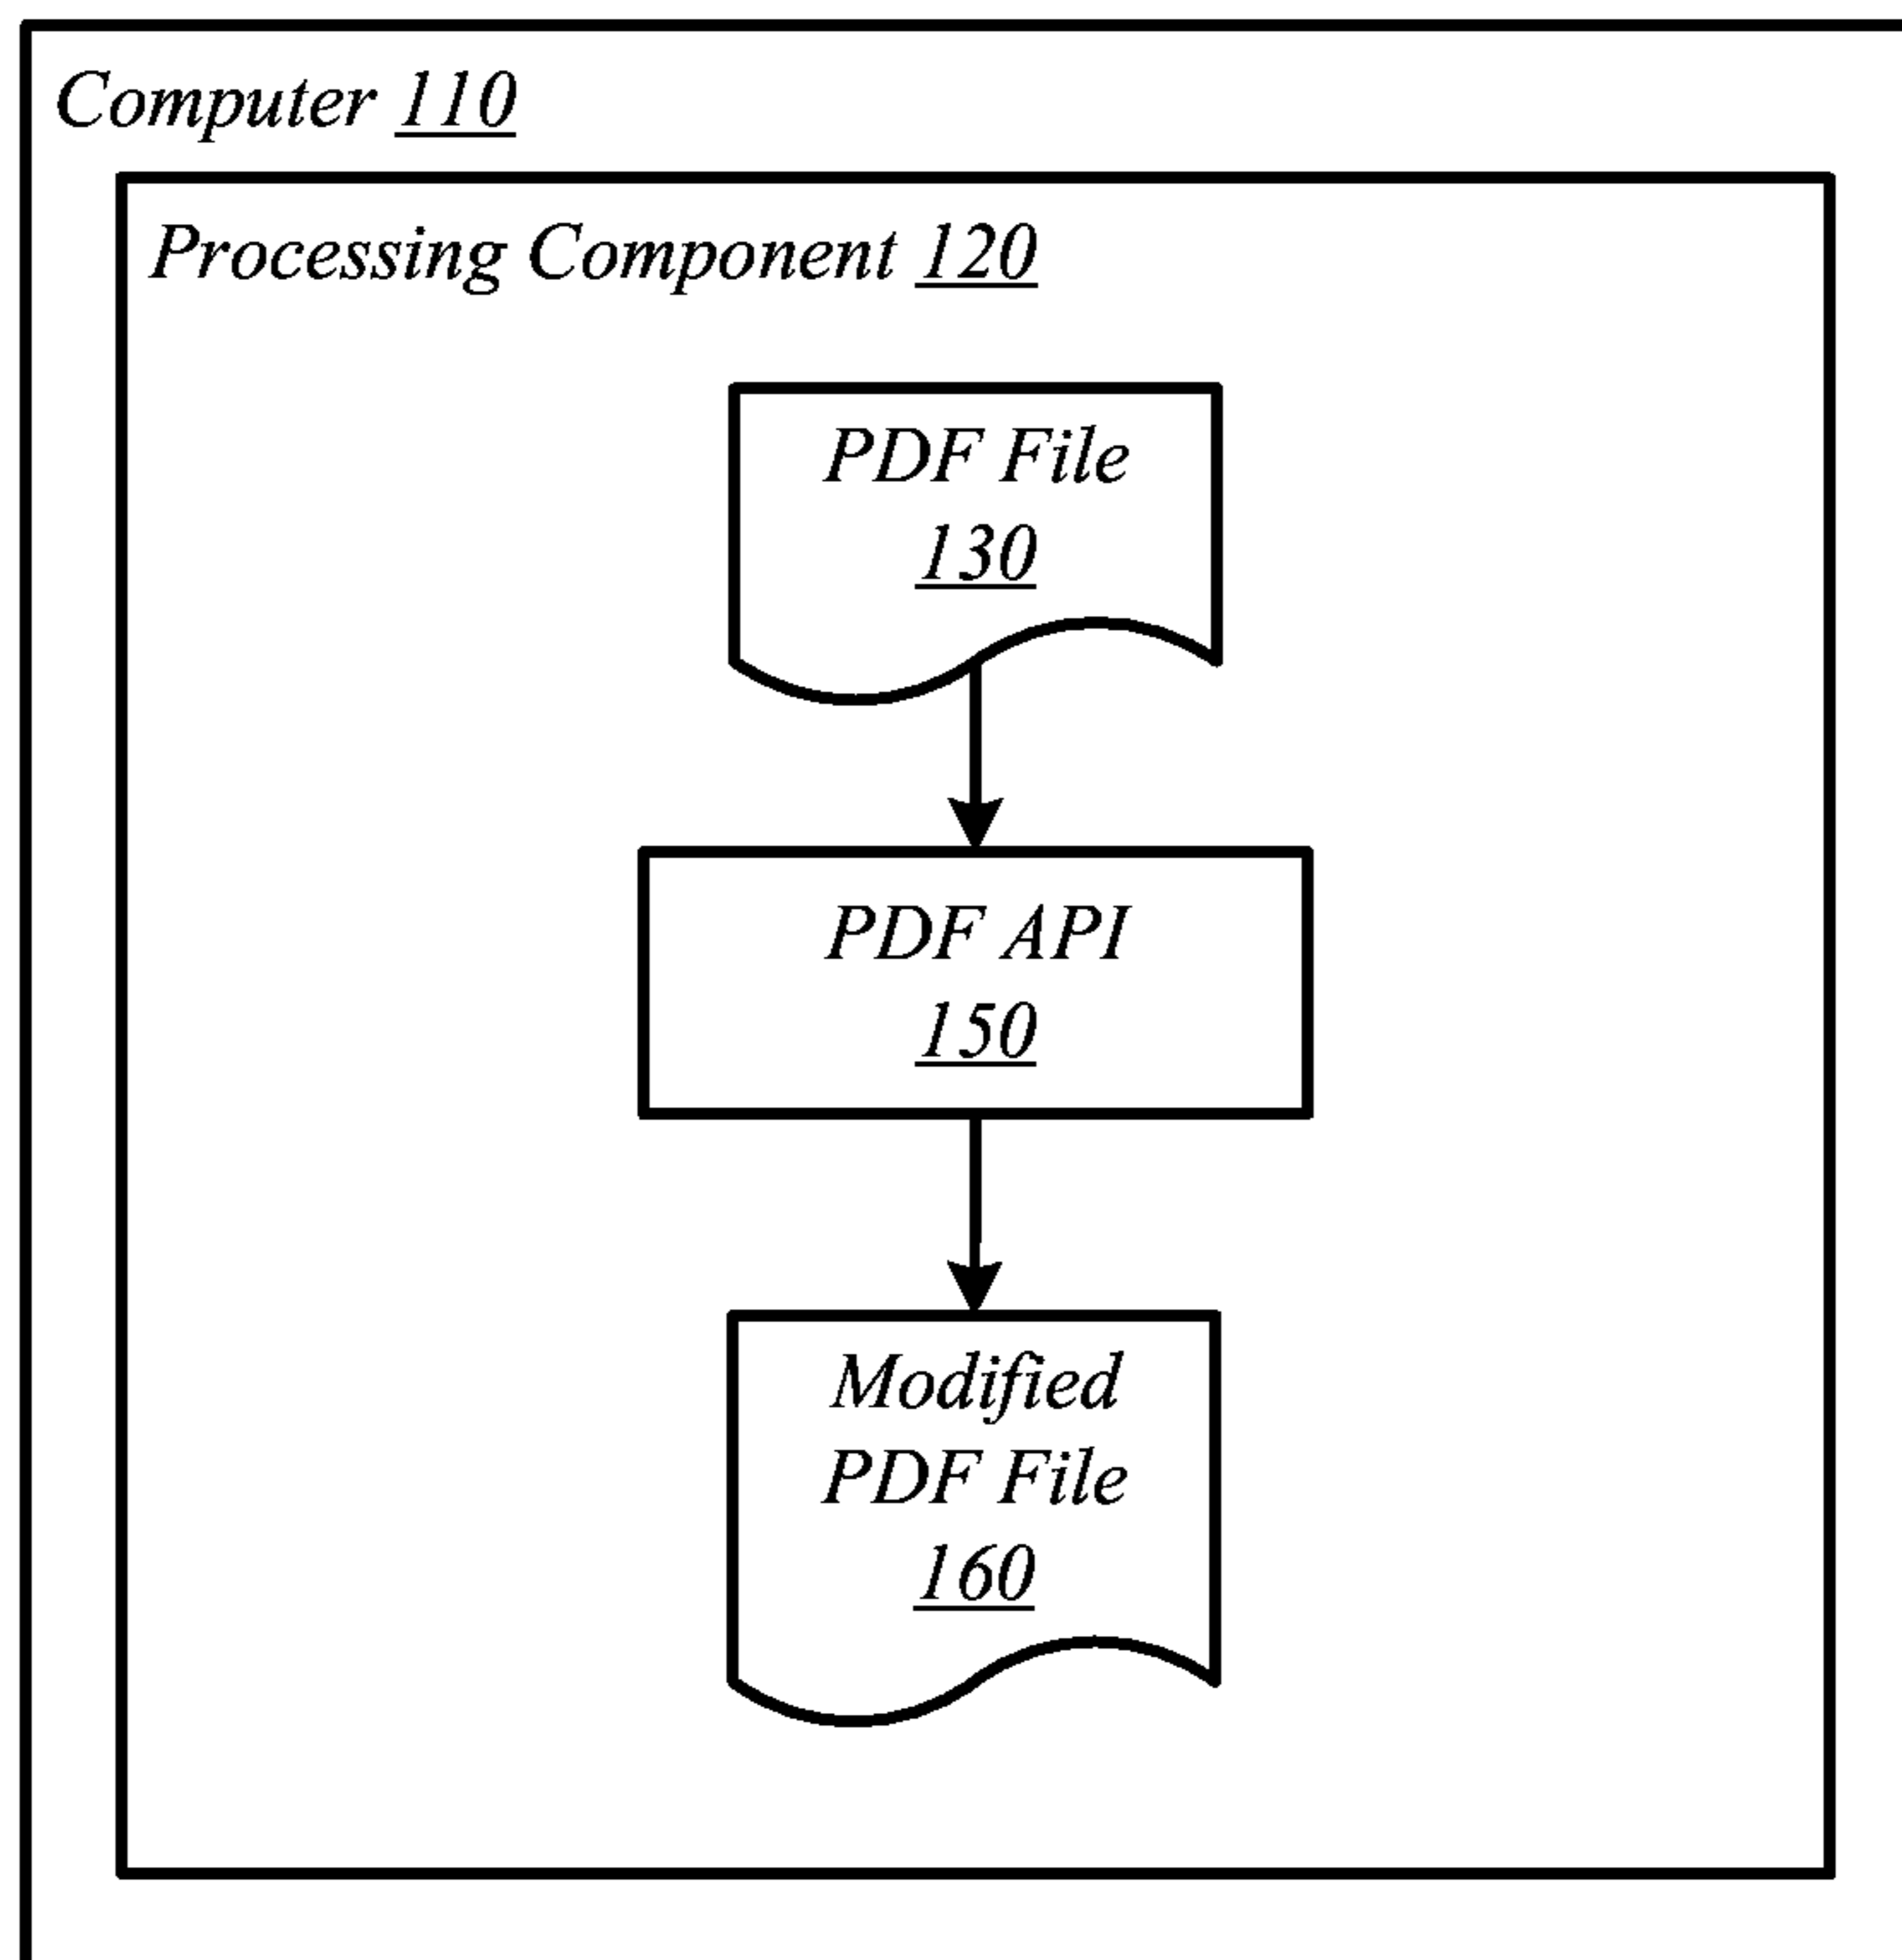 Computer 110
Processing Component 120
PDF File
130
PDF API
150
Modified
PDF File
160